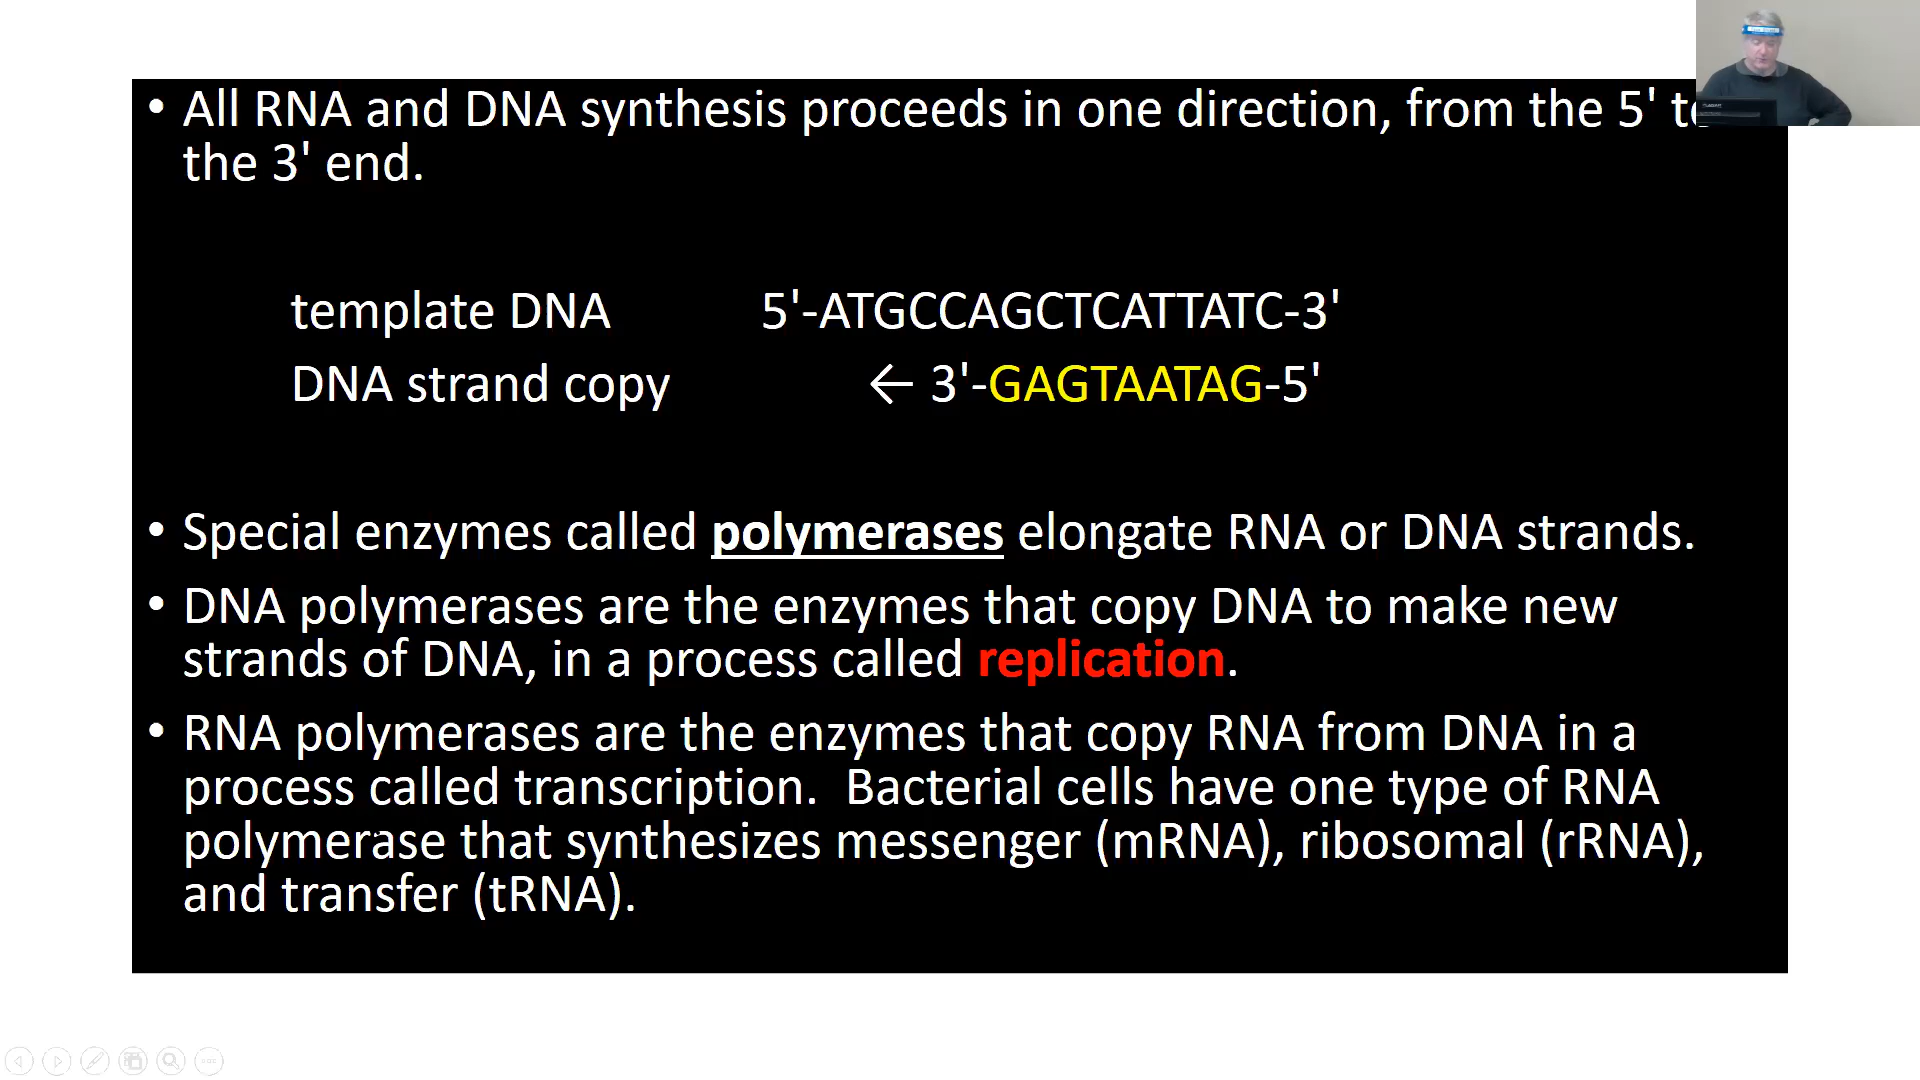 • All RNA and DNA synthesis proceeds in one direction, from the 5' to
the 3' end.
template DNA 5'-ATGCCAGCTCATTATC-3'
DNA strand copy ← 3'-GAGTAATAG-5'
• Special enzymes called polymerases elongate RNA or DNA strands.
• DNA polymerases are the enzymes that copy DNA to make new
strands of DNA, in a process called replication.
• RNA polymerases are the enzymes that copy RNA from DNA in a
process called transcription. Bacterial cells have one type of RNA
polymerase that synthesizes messenger (mRNA), ribosomal (rRNA),
and transfer (tRNA).